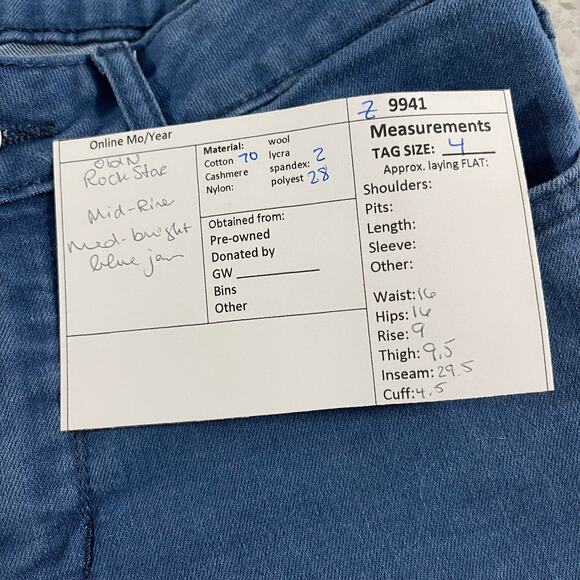 Z 9941
Online Mo/Year
Old N
Rock Star
Mid-Rise
Med-bright
blue jean
Material:
Cotton 70
Cashmere
Nylon:
wool
lycra
spandex: 2
polyest 28
Obtained from:
Pre-owned
Donated by
GW
Bins
Other
Measurements
TAG SIZE: 4
Approx. laying FLAT:
Shoulders:
Pits:
Length:
Sleeve:
Other:
Waist: 16
Hips: 16
Rise: 9
Thigh: 9.5
Inseam: 29.5
Cuff: 4.5